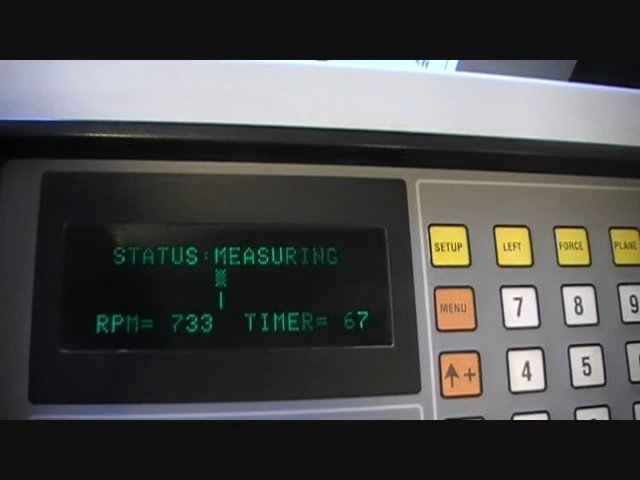 STATUS:MEASURING
RPM= 733 TIMER= 67
SETUP LEFT FORCE PLANE
MENU 7 8 9
+ 4 5